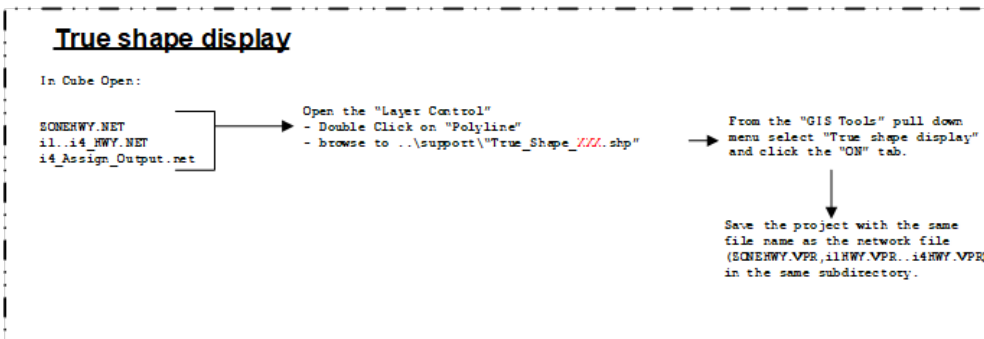 True shape display
In Cube Open:
ZONEHWY.NET
i1..i4_HWY.NET
i4_Assign_Output.net
Open the "Layer Control"
- Double Click on "Polyline"
- browse to ..\support\"True_Shape_XXX.shp"
From the "GIS Tools" pull down
menu select "True shape display"
and click the "ON" tab.
Save the project with the same
file name as the network file
(ZONEHWY.VPR,i1HWY.VPR..i4HWY.VPR)
in the same subdirectory.